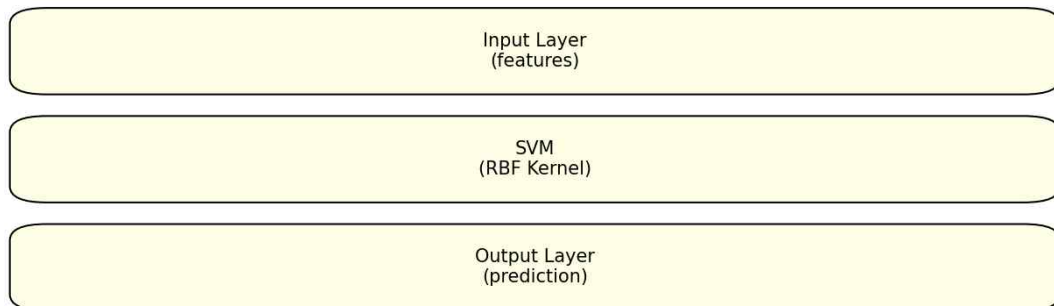 Input Layer
(features)
SVM
(RBF Kernel)
Output Layer
(prediction)